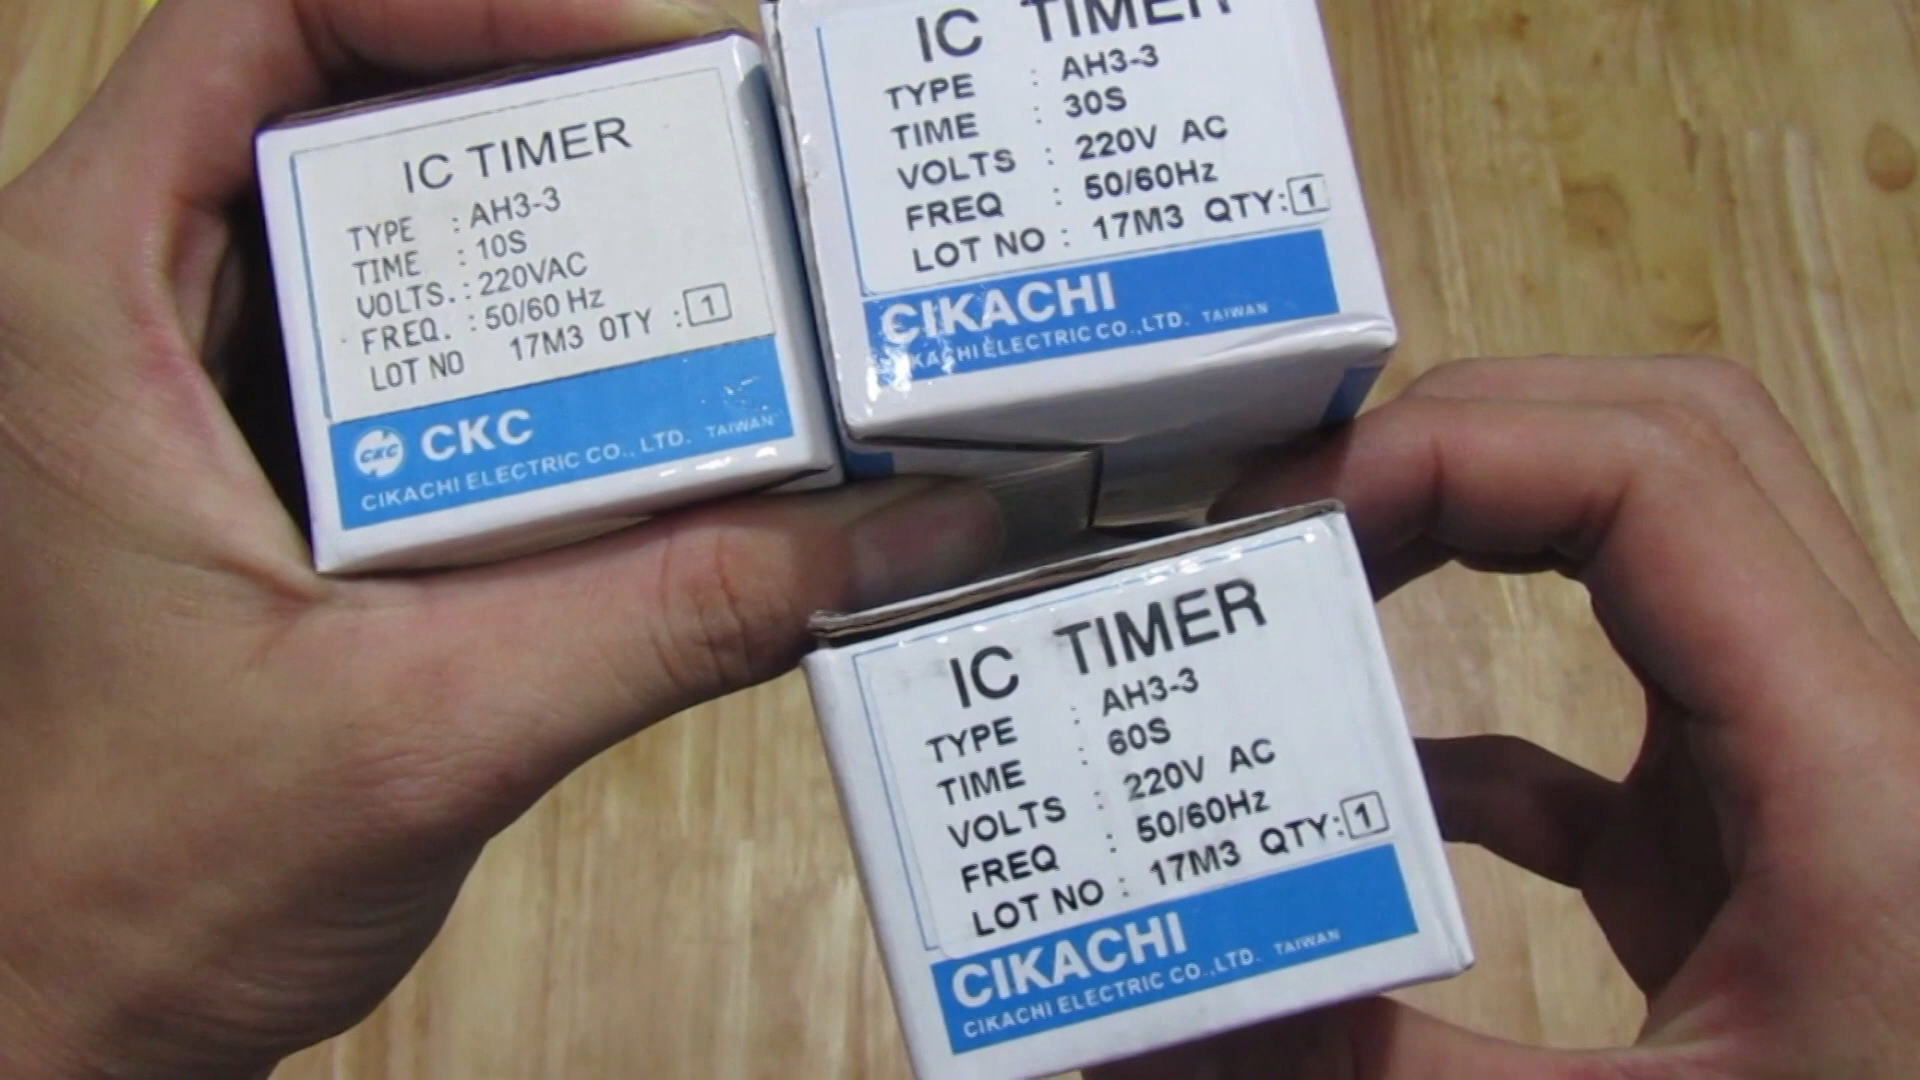 IC TIMER
TYPE : AH3-3
TIME : 10S
VOLTS. : 220VAC
FREQ. : 50/60 Hz
LOT NO 17M3 QTY : 1
CKC CKC
CIKACHI ELECTRIC CO., LTD. TAIWAN
IC TIMER
TYPE : AH3-3
TIME : 30S
VOLTS : 220V AC
FREQ : 50/60Hz
LOT NO : 17M3 QTY: 1
CIKACHI
CIKACHI ELECTRIC CO.,LTD. TAIWAN
IC TIMER
TYPE : AH3-3
TIME : 60S
VOLTS : 220V AC
FREQ : 50/60Hz
LOT NO : 17M3 QTY: 1
CIKACHI
CIKACHI ELECTRIC CO.,LTD. TAIWAN